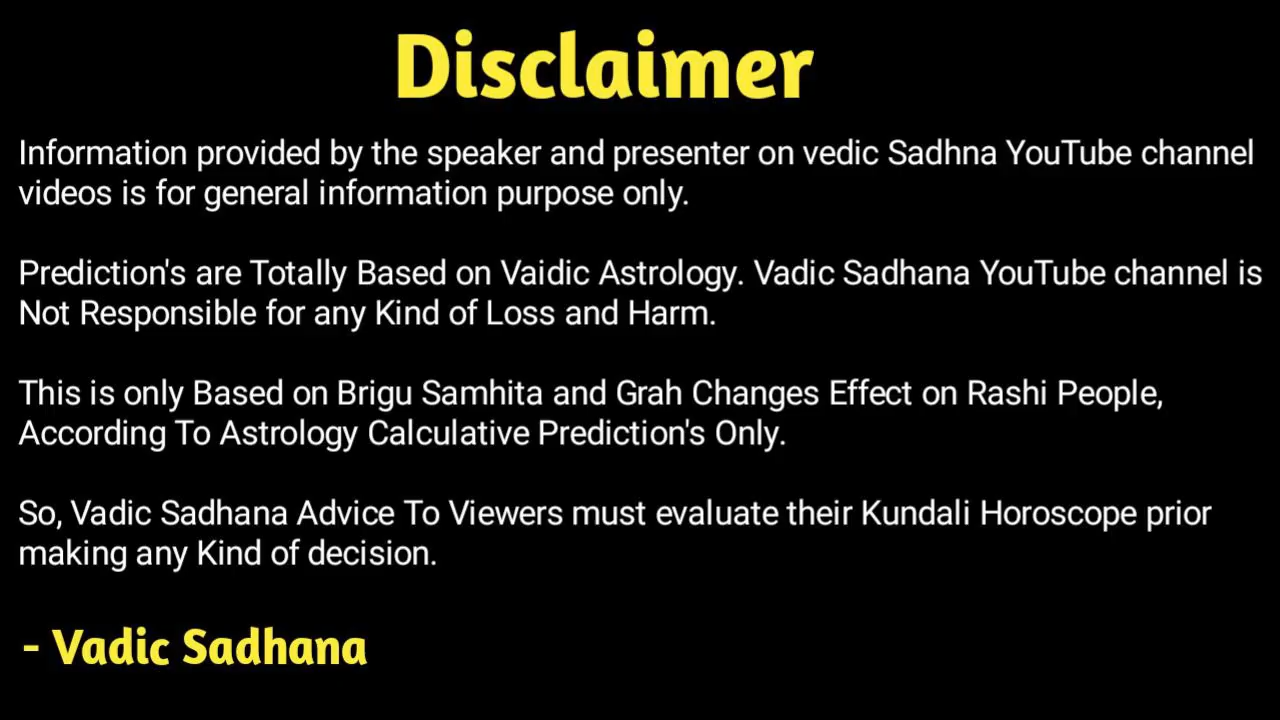 Disclaimer
Information provided by the speaker and presenter on vedic Sadhna YouTube channel
videos is for general information purpose only.
Prediction's are Totally Based on Vaidic Astrology. Vadic Sadhana YouTube channel is
Not Responsible for any Kind of Loss and Harm.
This is only Based on Brigu Samhita and Grah Changes Effect on Rashi People,
According To Astrology Calculative Prediction's Only.
So, Vadic Sadhana Advice To Viewers must evaluate their Kundali Horoscope prior
making any Kind of decision.
- Vadic Sadhana